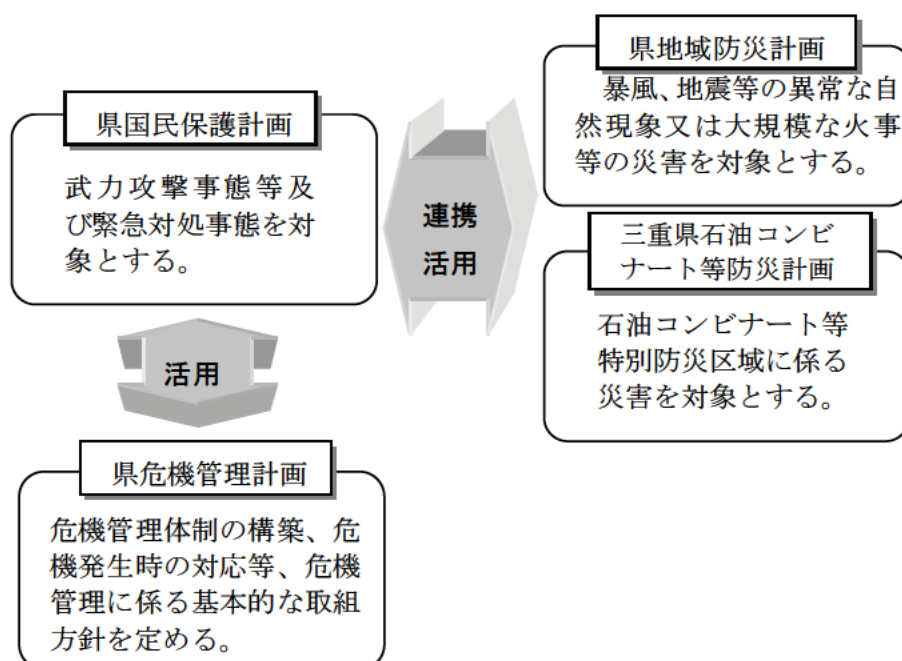 県国民保護計画
武力攻撃事態等及
び緊急対処事態を対
象とする。
連携
活用
県地域防災計画
暴風、地震等の異常な自
然現象又は大規模な火事
等の災害を対象とする。
三重県石油コンビ
ナート等防災計画
石油コンビナート等
特別防災区域に係る
災害を対象とする。
活用
県危機管理計画
危機管理体制の構築、危
機発生時の対応等、危機
管理に係る基本的な取組
方針を定める。